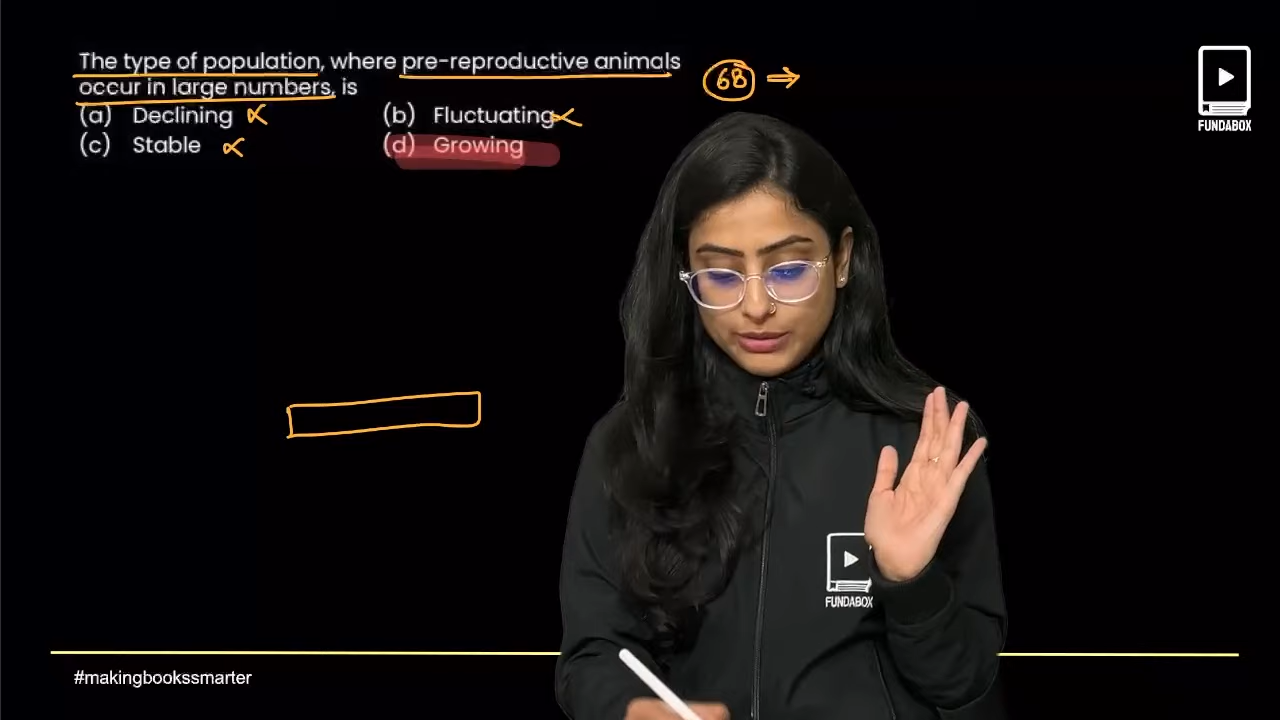 The type of population, where pre-reproductive animals
occur in large numbers, is
(a) Declining
(b) Fluctuating
(c) Stable
(d) Growing
68 ⇒
FUNDABOX
FUNDABOX
#makingbookssmarter